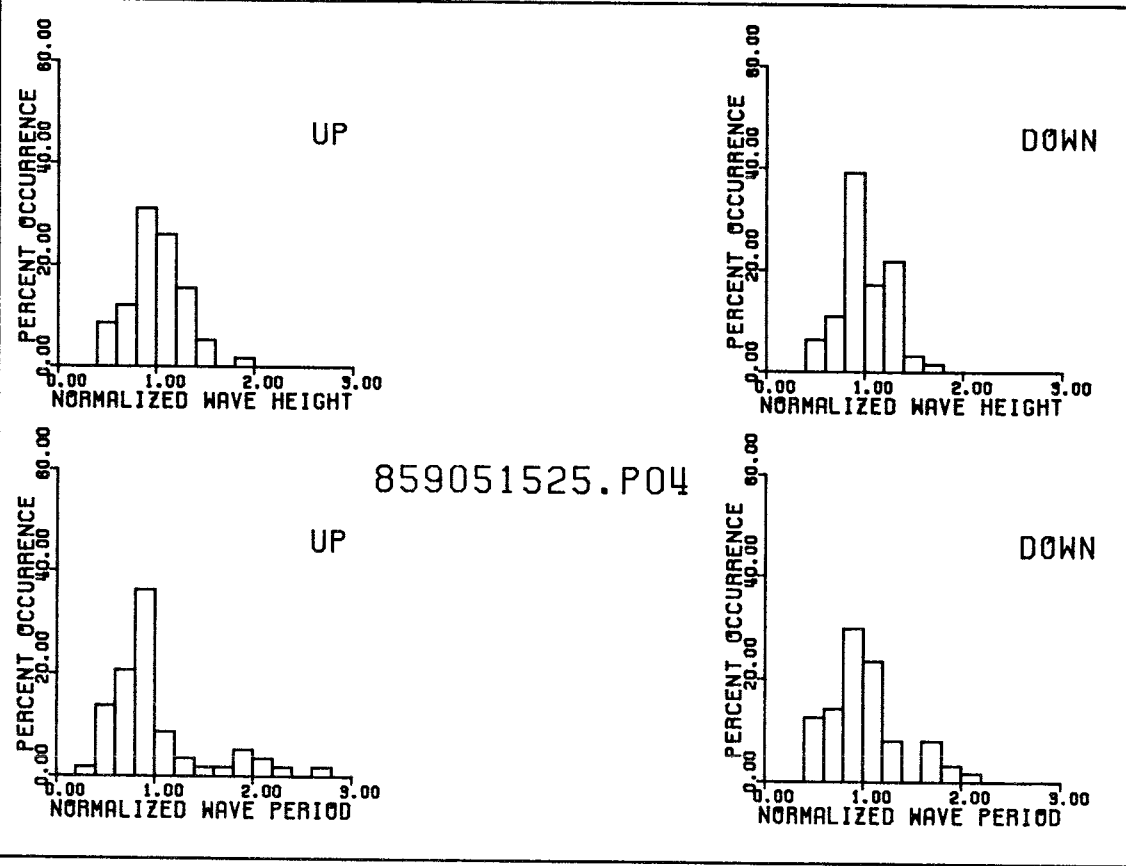 60.00
40.00
20.00
0.00
PERCENT OCCURRENCE
UP
0.00 1.00 2.00 3.00
NORMALIZED WAVE HEIGHT
60.00
40.00
20.00
0.00
PERCENT OCCURRENCE
DOWN
0.00 1.00 2.00 3.00
NORMALIZED WAVE HEIGHT
859051525.P04
60.00
40.00
20.00
0.00
PERCENT OCCURRENCE
UP
0.00 1.00 2.00 3.00
NORMALIZED WAVE PERIOD
60.00
40.00
20.00
0.00
PERCENT OCCURRENCE
DOWN
0.00 1.00 2.00 3.00
NORMALIZED WAVE PERIOD